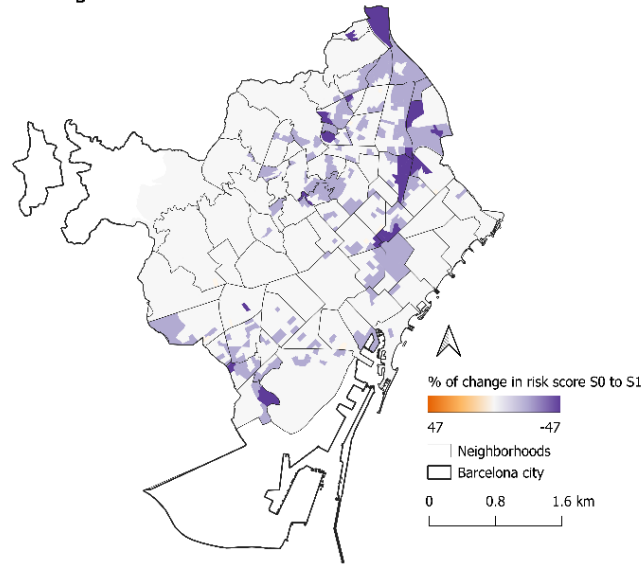 % of change in risk score S0 to S1
47 -47
Neighborhoods
Barcelona city
0 0.8 1.6 km